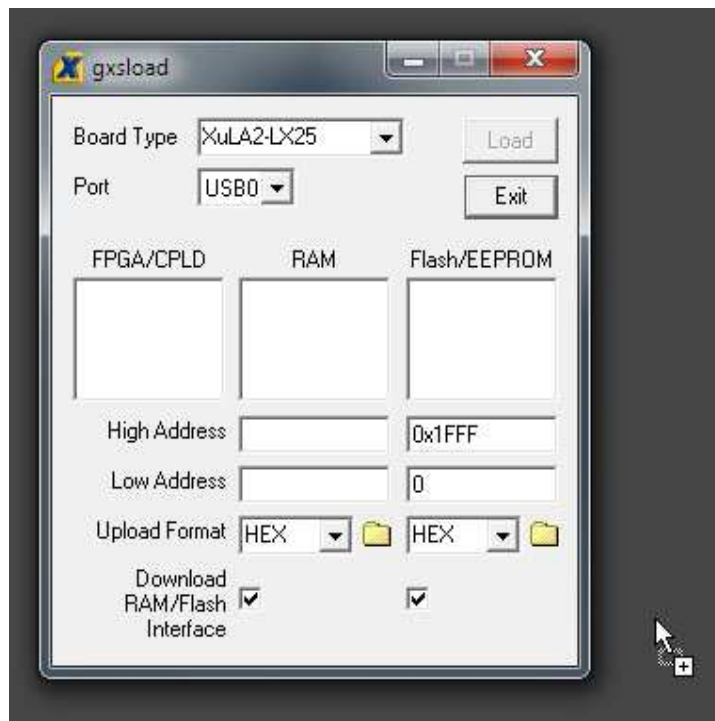 gxsload
Board Type XuLA2-LX25 Load
Port USB0 Exit
FPGA/CPLD RAM Flash/EEPROM
High Address 0x1FFF
Low Address 0
Upload Format HEX HEX
Download
RAM/Flash
Interface